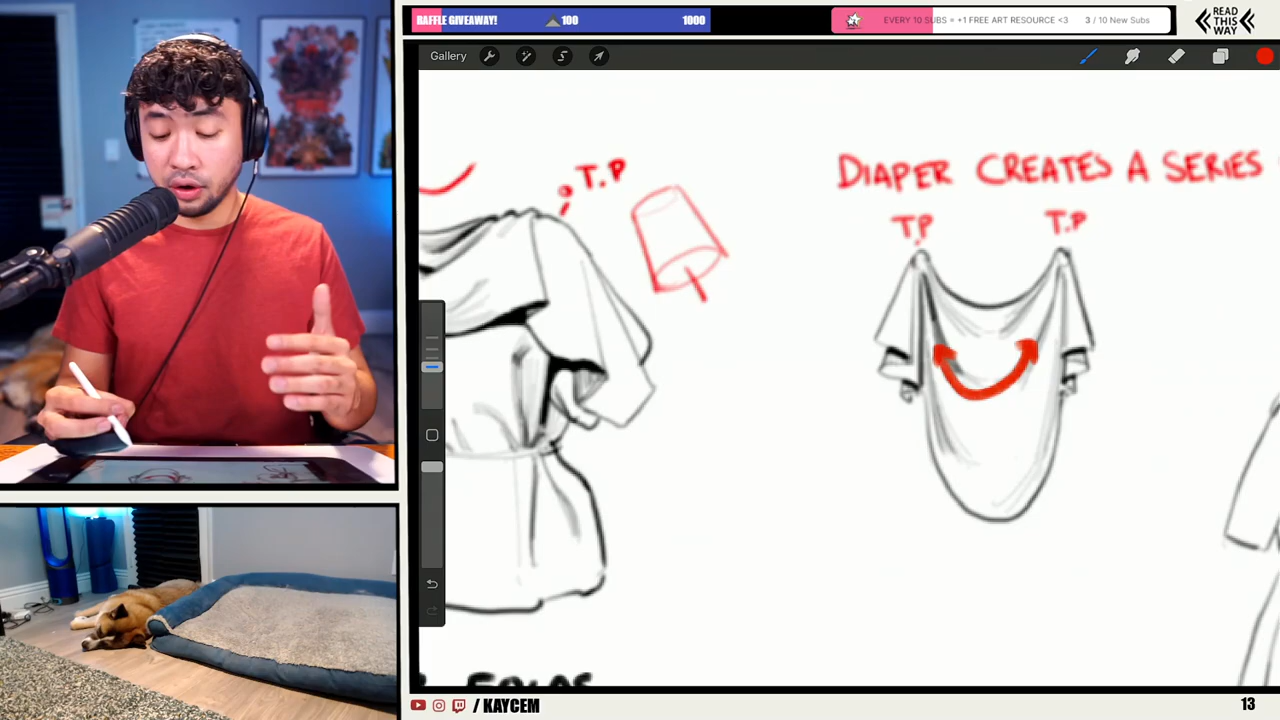 RAFFLE GIVEAWAY!
100
1000
EVERY 10 SUBS = +1 FREE ART RESOURCE <3
3 / 10 New Subs
READ
THIS
WAY
Gallery
T.P
DIAPER CREATES A SERIES
T.P
T.P
/ KAYCEM
13